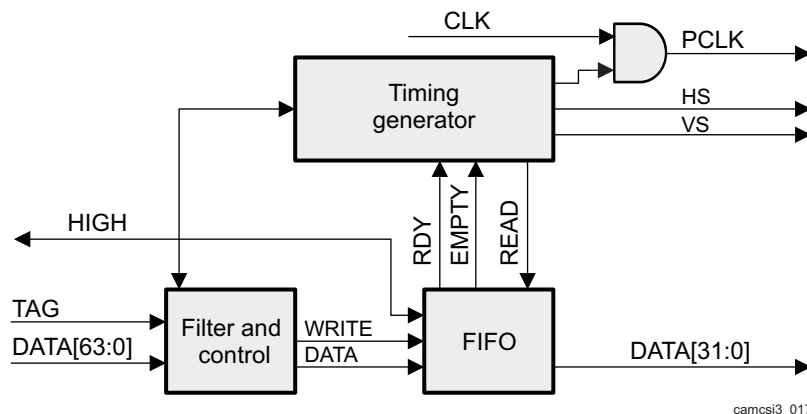 CLK
PCLK
Timing
generator
HS
VS
HIGH
RDY
EMPTY
READ
TAG
DATA[63:0]
Filter and
control
WRITE
DATA
FIFO
DATA[31:0]